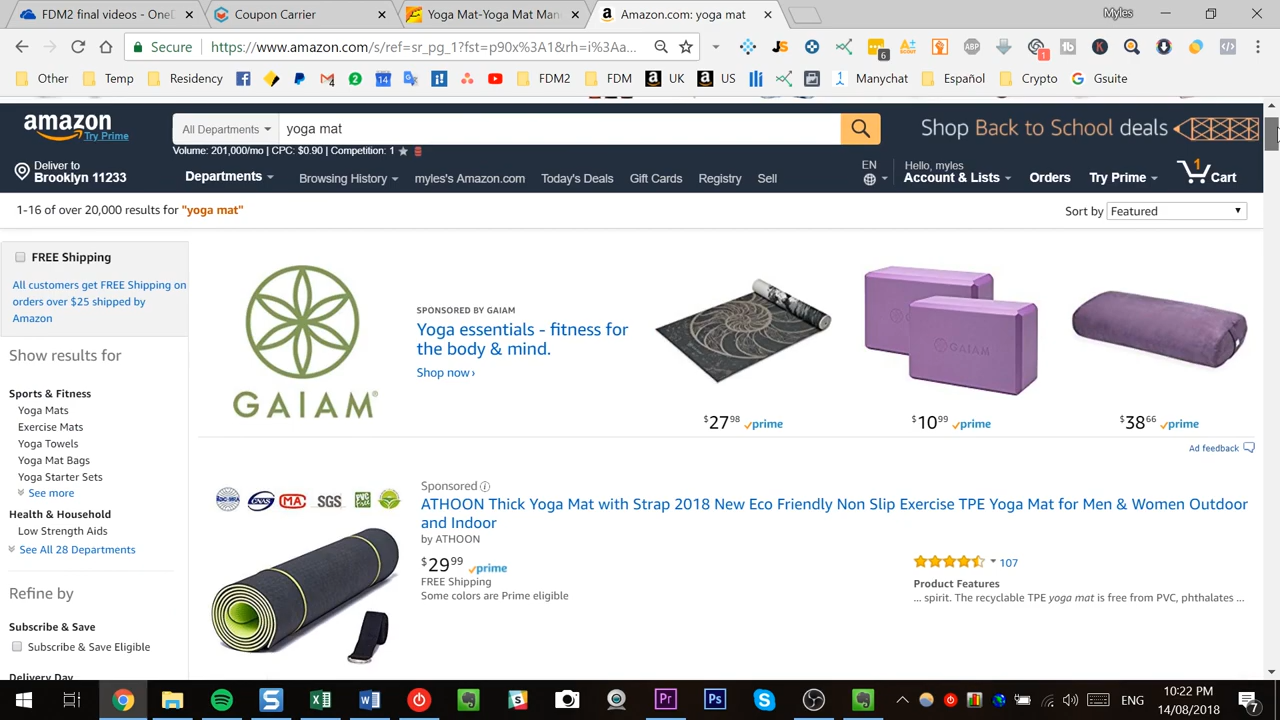 FDM2 final videos - OneD
Coupon Carrier
Yoga Mat-Yoga Mat Man
Amazon.com: yoga mat
Myles
Secure
https://www.amazon.com/s/ref=sr_pg_1?fst=p90x%3A1&rh=i%3Aa...
Other
Temp
Residency
FDM2
FDM
UK
US
Manychat
Español
Crypto
Gsuite
amazon
Try Prime
All Departments
yoga mat
Shop Back to School deals
Volume: 201,000/mo | CPC: $0.90 | Competition: 1
Deliver to
Brooklyn 11233
Departments
Browsing History
myles's Amazon.com
Today's Deals
Gift Cards
Registry
Sell
EN
Hello, myles
Account & Lists
Orders
Try Prime
1
Cart
1-16 of over 20,000 results for "yoga mat"
Sort by
Featured
FREE Shipping
All customers get FREE Shipping on
orders over $25 shipped by
Amazon
Show results for
Sports & Fitness
Yoga Mats
Exercise Mats
Yoga Towels
Yoga Mat Bags
Yoga Starter Sets
See more
Health & Household
Low Strength Aids
See All 28 Departments
Refine by
Subscribe & Save
Subscribe & Save Eligible
Delivery Day
GAIAM®
SPONSORED BY GAIAM
Yoga essentials - fitness for
the body & mind.
Shop now ›
GAIAM
$27 98 prime
$10 99 prime
$38 66 prime
Ad feedback
Sponsored
ATHOON Thick Yoga Mat with Strap 2018 New Eco Friendly Non Slip Exercise TPE Yoga Mat for Men & Women Outdoor
and Indoor
by ATHOON
$29 99 prime
FREE Shipping
Some colors are Prime eligible
107
Product Features
... spirit. The recyclable TPE yoga mat is free from PVC, phthalates ...
CNAS
MA
SGS
ENG
10:22 PM
14/08/2018
7